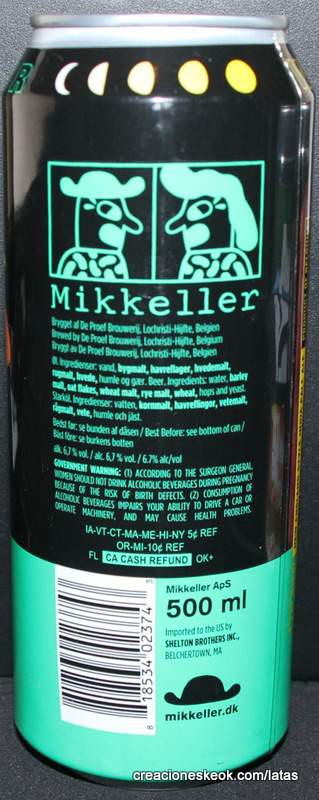 R
Mikkeller
Brygget af De Proef Brouwerij, Lochristi-Hijfte, Belgien
Brewed by De Proef Brouwerij, Lochristi-Hijfte, Belgium
Bryggt av De Proef Brouwerij, Lochristi-Hijfte, Belgien
Øl. Ingredienser: vand, bygmalt, havreflager, hvedemalt,
rugmalt, hvede, humle og gær. Beer. Ingredients: water, barley
malt, oat flakes, wheat malt, rye malt, wheat, hops and yeast.
Starköl. Ingredienser: vatten, kornmalt, havreflingor, vetemalt,
rågmalt, vete, humle och jäst.
Bedst før: se bunden af dåsen / Best Before: see bottom of can /
Bäst före: se burkens botten
alk. 6,7 % vol. / alc. 6,7 % vol. / 6.7% alc/vol
GOVERNMENT WARNING: (1) ACCORDING TO THE SURGEON GENERAL,
WOMEN SHOULD NOT DRINK ALCOHOLIC BEVERAGES DURING PREGNANCY
BECAUSE OF THE RISK OF BIRTH DEFECTS. (2) CONSUMPTION OF
ALCOHOLIC BEVERAGES IMPAIRS YOUR ABILITY TO DRIVE A CAR OR
OPERATE MACHINERY, AND MAY CAUSE HEALTH PROBLEMS.
IA-VT-CT-MA-ME-HI-NY 5¢ REF
OR-MI-10¢ REF
FL CA CASH REFUND OK+
8 18534 02374 3
Mikkeller ApS
500 ml
Imported to the US by
SHELTON BROTHERS INC.,
BELCHERTOWN, MA
mikkeller.dk
creacioneskeok.com/latas